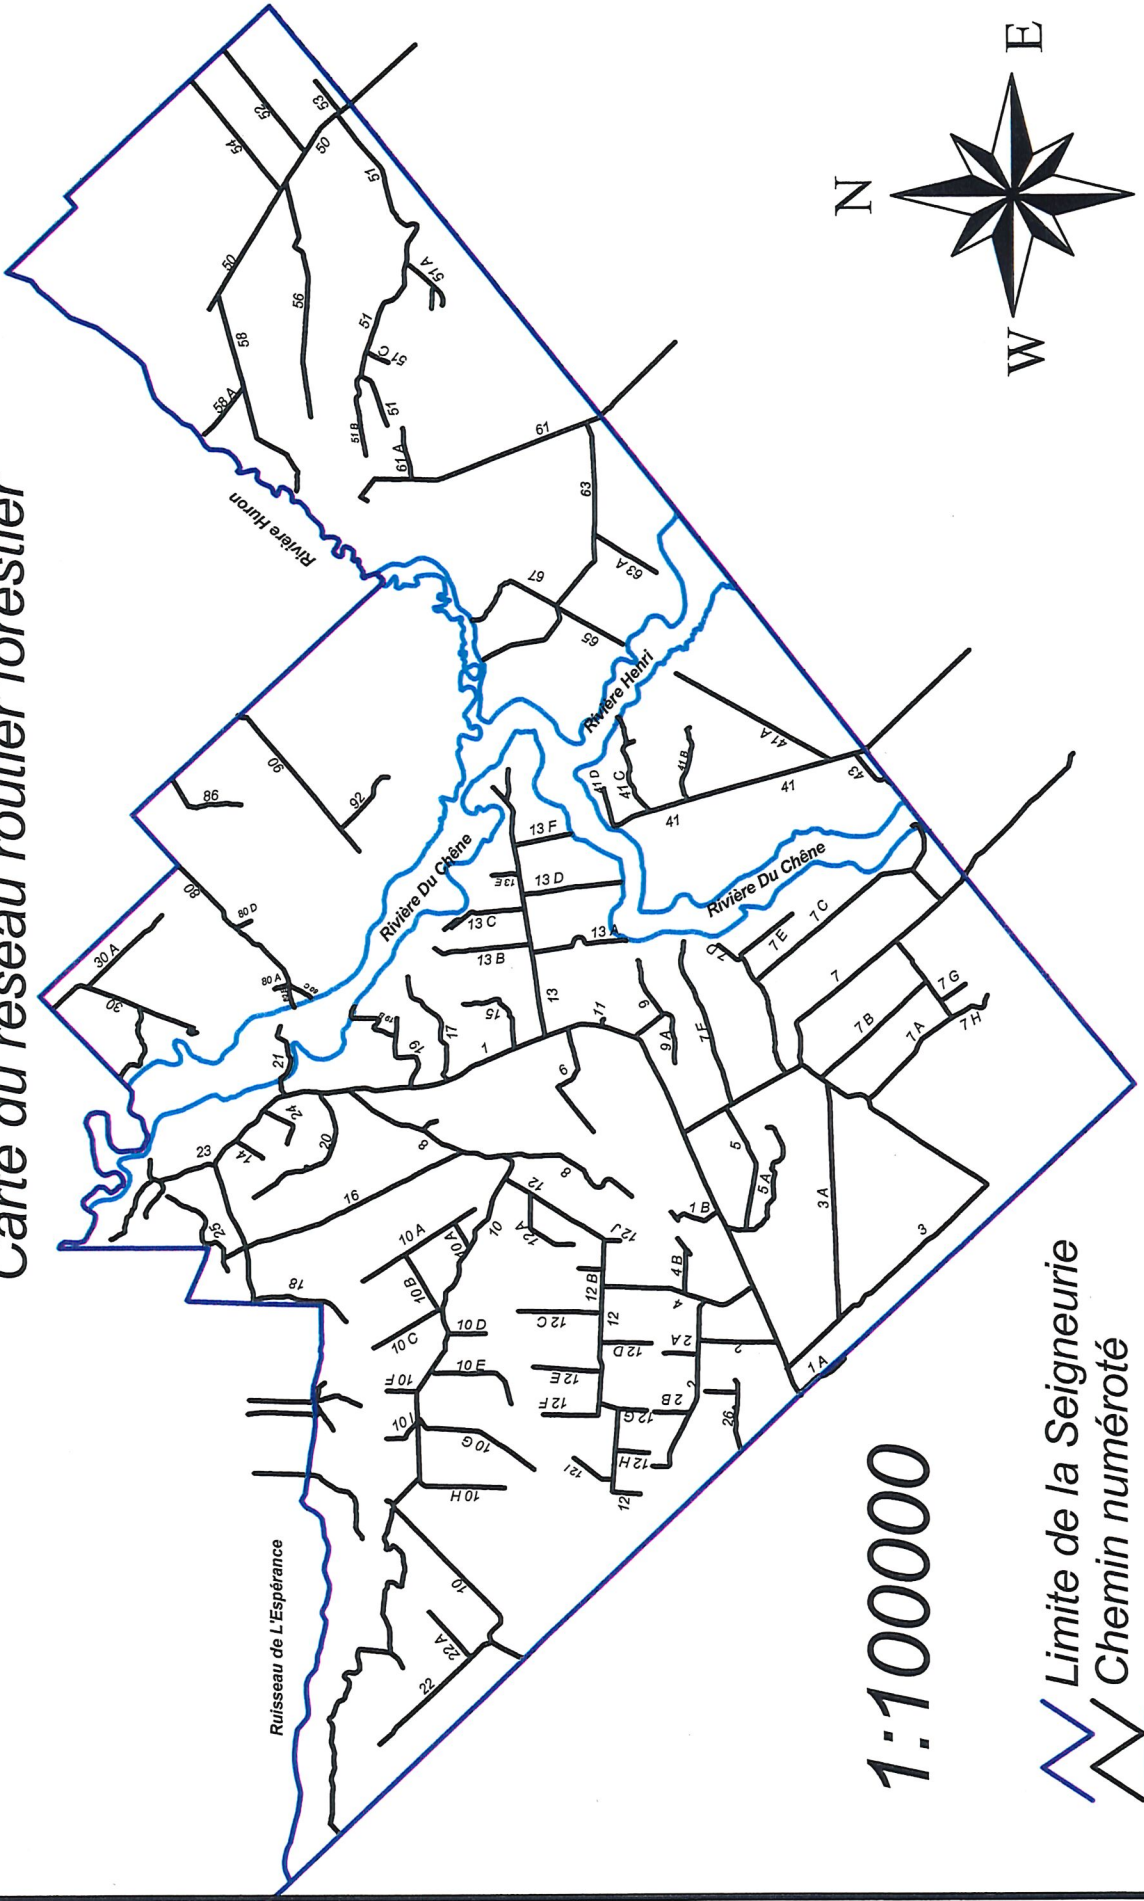 Carte du réseau routier forestier
Ruisseau de L'Espérance
Rivière Du Chêne
Rivière Huron
Rivière Henri
Rivière Du Chêne
22
22 A
10
10 H
10 G
10 I
10 F
10 E
10 D
10 C
10 B
10 A
10 A
10
12
12 I
12 H
12 G
12 F
12 E
12 D
12 C
12
12 B
12 J
12 A
12
26
2 B
2
2 A
2
4
4 B
1 B
1 A
3
3 A
5
5 A
18
25
16
23
14
24
20
8
8
6
21
19
17
15
1
11
9
9 A
7 F
13
13 A
13 B
13 C
13 D
13E
13 F
7
7 A
7 B
7 C
7 D
7 E
7 G
7 H
30
30 A
80
80 A
80 C
80 D
86
90
92
41
41
41 A
41 B
41 C
41 D
43
61
61 A
63
63 A
65
67
50
50
51
51
51
51 A
51 B
51 C
52
53
54
56
58
58 A
N
W
E
1:100000
Limite de la Seigneurie
Chemin numéroté